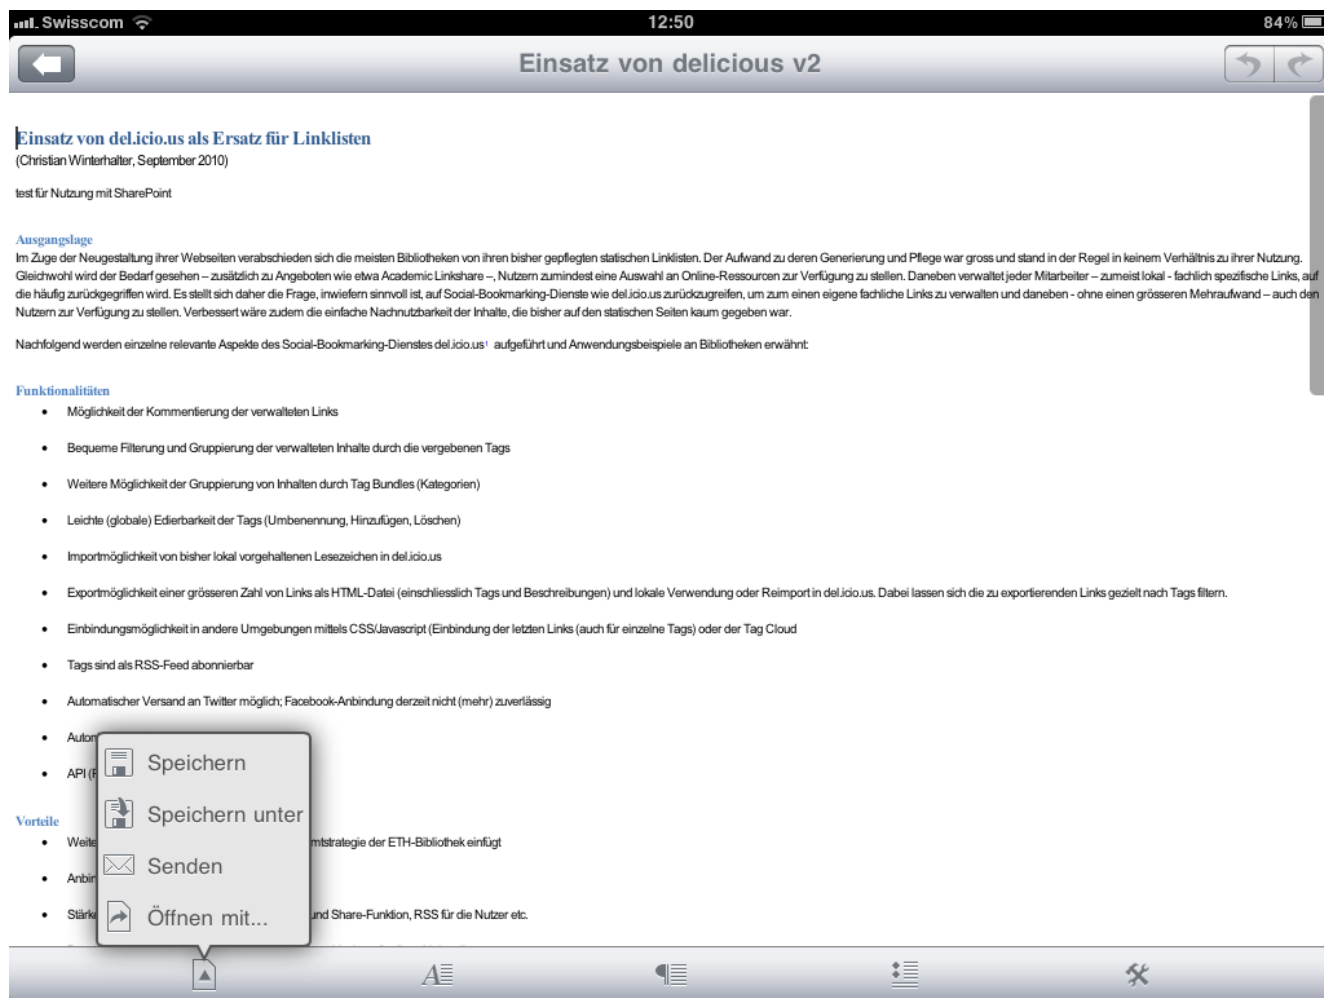 Swisscom 12:50 84%
Einsatz von delicious v2
Einsatz von del.icio.us als Ersatz für Linklisten
(Christian Winterhalter, September 2010)
test für Nutzung mit SharePoint
Ausgangslage
Im Zuge der Neugestaltung ihrer Webseiten verabschieden sich die meisten Bibliotheken von ihren bisher gepflegten statischen Linklisten. Der Aufwand zu deren Generierung und Pflege war gross und stand in der Regel in keinem Verhältnis zu ihrer Nutzung.
Gleichwohl wird der Bedarf gesehen – zusätzlich zu Angeboten wie etwa Academic Linkshare –, Nutzern zumindest eine Auswahl an Online-Ressourcen zur Verfügung zu stellen. Daneben verwaltet jeder Mitarbeiter – zumeist lokal - fachlich spezifische Links, auf
die häufig zurückgegriffen wird. Es stellt sich daher die Frage, inwiefern sinnvoll ist, auf Social-Bookmarking-Dienste wie del.icio.us zurückzugreifen, um zum einen eigene fachliche Links zu verwalten und daneben - ohne einen grösseren Mehraufwand – auch den
Nutzern zur Verfügung zu stellen. Verbessert wäre zudem die einfache Nachnutzbarkeit der Inhalte, die bisher auf den statischen Seiten kaum gegeben war.
Nachfolgend werden einzelne relevante Aspekte des Social-Bookmarking-Dienstes del.icio.us¹ aufgeführt und Anwendungsbeispiele an Bibliotheken erwähnt:
Funktionalitäten
• Möglichkeit der Kommentierung der verwalteten Links
• Bequeme Filterung und Gruppierung der verwalteten Inhalte durch die vergebenen Tags
• Weitere Möglichkeit der Gruppierung von Inhalten durch Tag Bundles (Kategorien)
• Leichte (globale) Edierbarkeit der Tags (Umbenennung, Hinzufügen, Löschen)
• Importmöglichkeit von bisher lokal vorgehaltenen Lesezeichen in del.icio.us
• Exportmöglichkeit einer grösseren Zahl von Links als HTML-Datei (einschliesslich Tags und Beschreibungen) und lokale Verwendung oder Reimport in del.icio.us. Dabei lassen sich die zu exportierenden Links gezielt nach Tags filtern.
• Einbindungsmöglichkeit in andere Umgebungen mittels CSS/Javascript (Einbindung der letzten Links (auch für einzelne Tags) oder der Tag Cloud
• Tags sind als RSS-Feed abonnierbar
• Automatischer Versand an Twitter möglich; Facebook-Anbindung derzeit nicht (mehr) zuverlässig
• Autom
• API (
Vorteile
• Weite mtstrategie der ETH-Bibliothek einfügt
• Anbin
• Stärke und Share-Funktion, RSS für die Nutzer etc.
Speichern
Speichern unter
Senden
Öffnen mit...